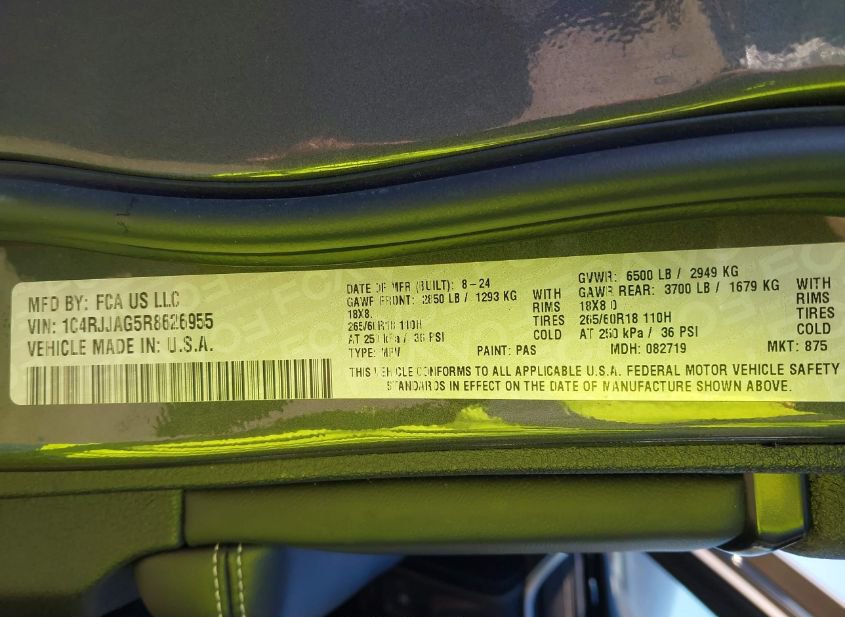 MFD BY: FCA US LLC
VIN: 1C4RJJAG5R8626955
VEHICLE MADE IN: U.S.A.
DATE OF MFR (BUILT): 8-24 GVWR: 6500 LB / 2949 KG
GAWR FRONT: 2850 LB / 1293 KG WITH GAWR REAR: 3700 LB / 1679 KG WITH
18X8. RIMS 18X8.0 RIMS
265/60R18 110H TIRES 265/60R18 110H TIRES
AT 250 kPa / 36 PSI COLD AT 250 kPa / 36 PSI COLD
TYPE: MPV PAINT: PAS MDH: 082719 MKT: 875
THIS VEHICLE CONFORMS TO ALL APPLICABLE U.S.A. FEDERAL MOTOR VEHICLE SAFETY
STANDARDS IN EFFECT ON THE DATE OF MANUFACTURE SHOWN ABOVE.